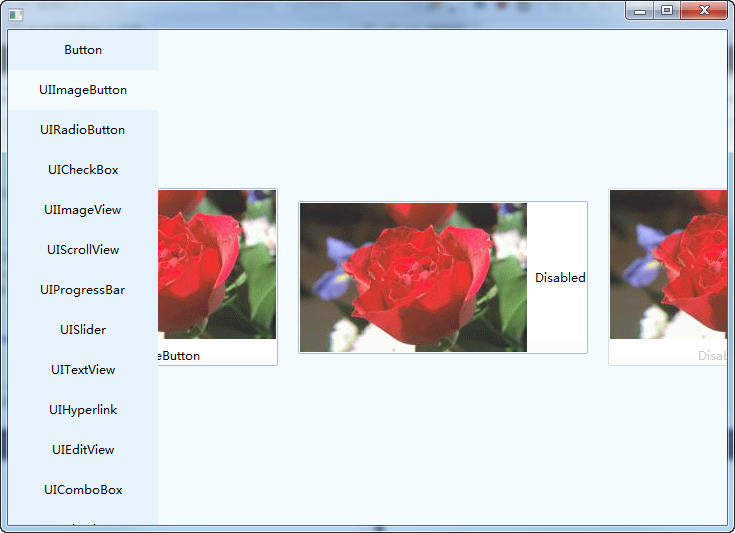 Button
UIImageButton
UIRadioButton
UICheckBox
UIImageView
UIScrollView
UIProgressBar
UISlider
UITextView
UIHyperlink
UIEditView
UIComboBox
eButton
Disabled
Disab